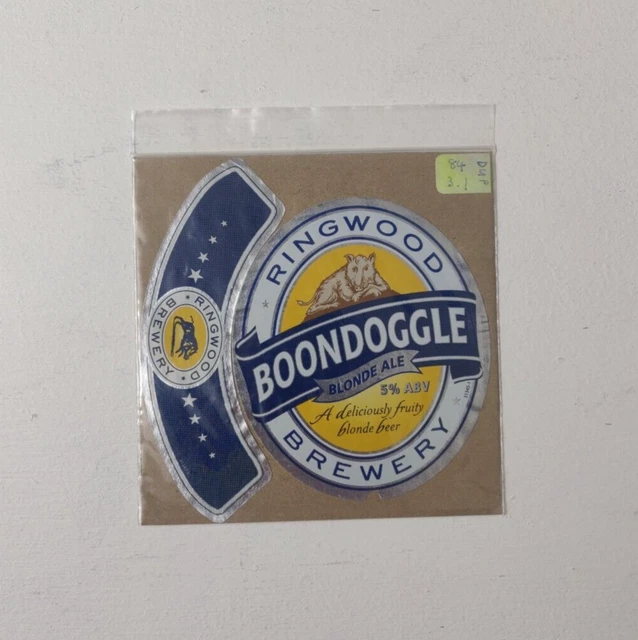 RINGWOOD
BREWERY
RINGWOOD
BOONDOGGLE
BLONDE ALE
5% ABV
A deliciously fruity
blonde beer
BREWERY